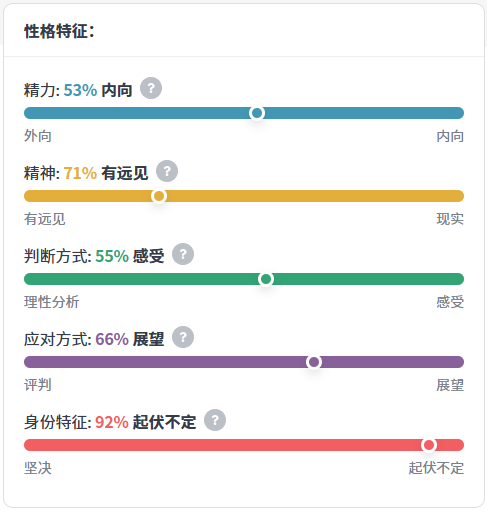 性格特征：
精力: 53% 内向 ?
外向 内向
精神: 71% 有远见 ?
有远见 现实
判断方式: 55% 感受 ?
理性分析 感受
应对方式: 66% 展望 ?
评判 展望
身份特征: 92% 起伏不定 ?
坚决 起伏不定